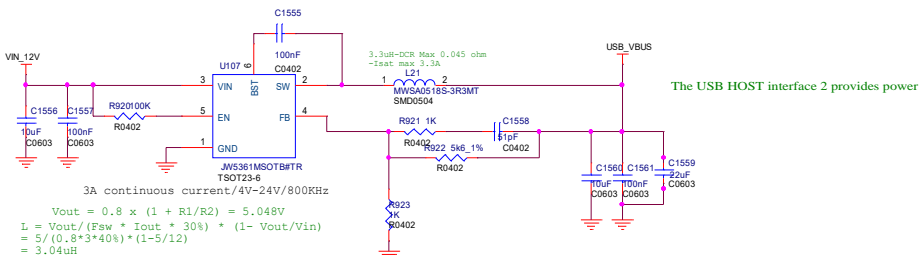 C1555
USB_VBUS
VIN_12V
100nF
3.3uH-DCR Max 0.045 ohm
-Isat max 3.3A
U107
C0402
L21
3 VIN BST 6 SW 2
1 2
MWSA0518S-3R3MT
SMD0504
The USB HOST interface 2 provides power
C1556
C1557
R920100K
5 EN FB 4
R921 1K
C1558
10uF
100nF
R0402
R0402
51pF
C0603
C0603
1 GND
R922 5k6_1%
C0402
R0402
JW5361MSOTB#TR
TSOT23-6
C1560
C1561
C1559
10uF
100nF
22uF
C0603
C0603
C0603
3A continuous current/4V-24V/800KHz
R923
1K
R0402
Vout = 0.8 x (1 + R1/R2) = 5.048V
L = Vout/(Fsw * Iout * 30%) * (1- Vout/Vin)
= 5/(0.8*3*40%)*(1-5/12)
= 3.04uH